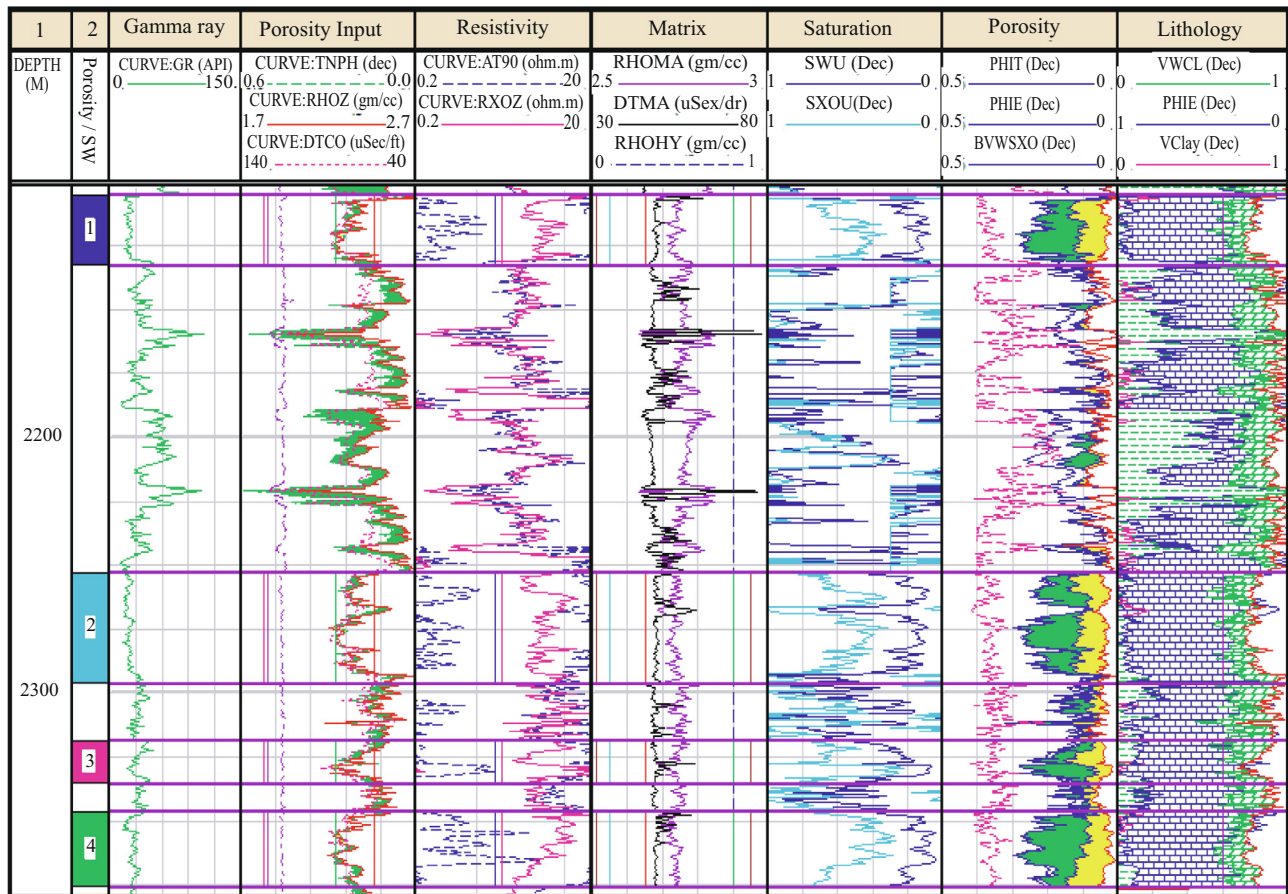 1 2 Gamma ray Porosity Input Resistivity Matrix Saturation Porosity Lithology
DEPTH (M)
Porosity / SW
CURVE:GR (API)
0 150.
CURVE:TNPH (dec)
0.6 0.0
CURVE:RHOZ (gm/cc)
1.7 2.7
CURVE:DTCO (uSec/ft)
140 40
CURVE:AT90 (ohm.m)
0.2 20
CURVE:RXOZ (ohm.m)
0.2 20
RHOMA (gm/cc)
2.5 3
DTMA (uSex/dr)
30 80
RHOHY (gm/cc)
0 1
SWU (Dec)
1 0
SXOU(Dec)
1 0
PHIT (Dec)
0.5 0
PHIE (Dec)
0.5 0
BVWSXO (Dec)
0.5 0
VWCL (Dec)
0 1
PHIE (Dec)
1 0
VClay (Dec)
0 1
1
2200
2
2300
3
4